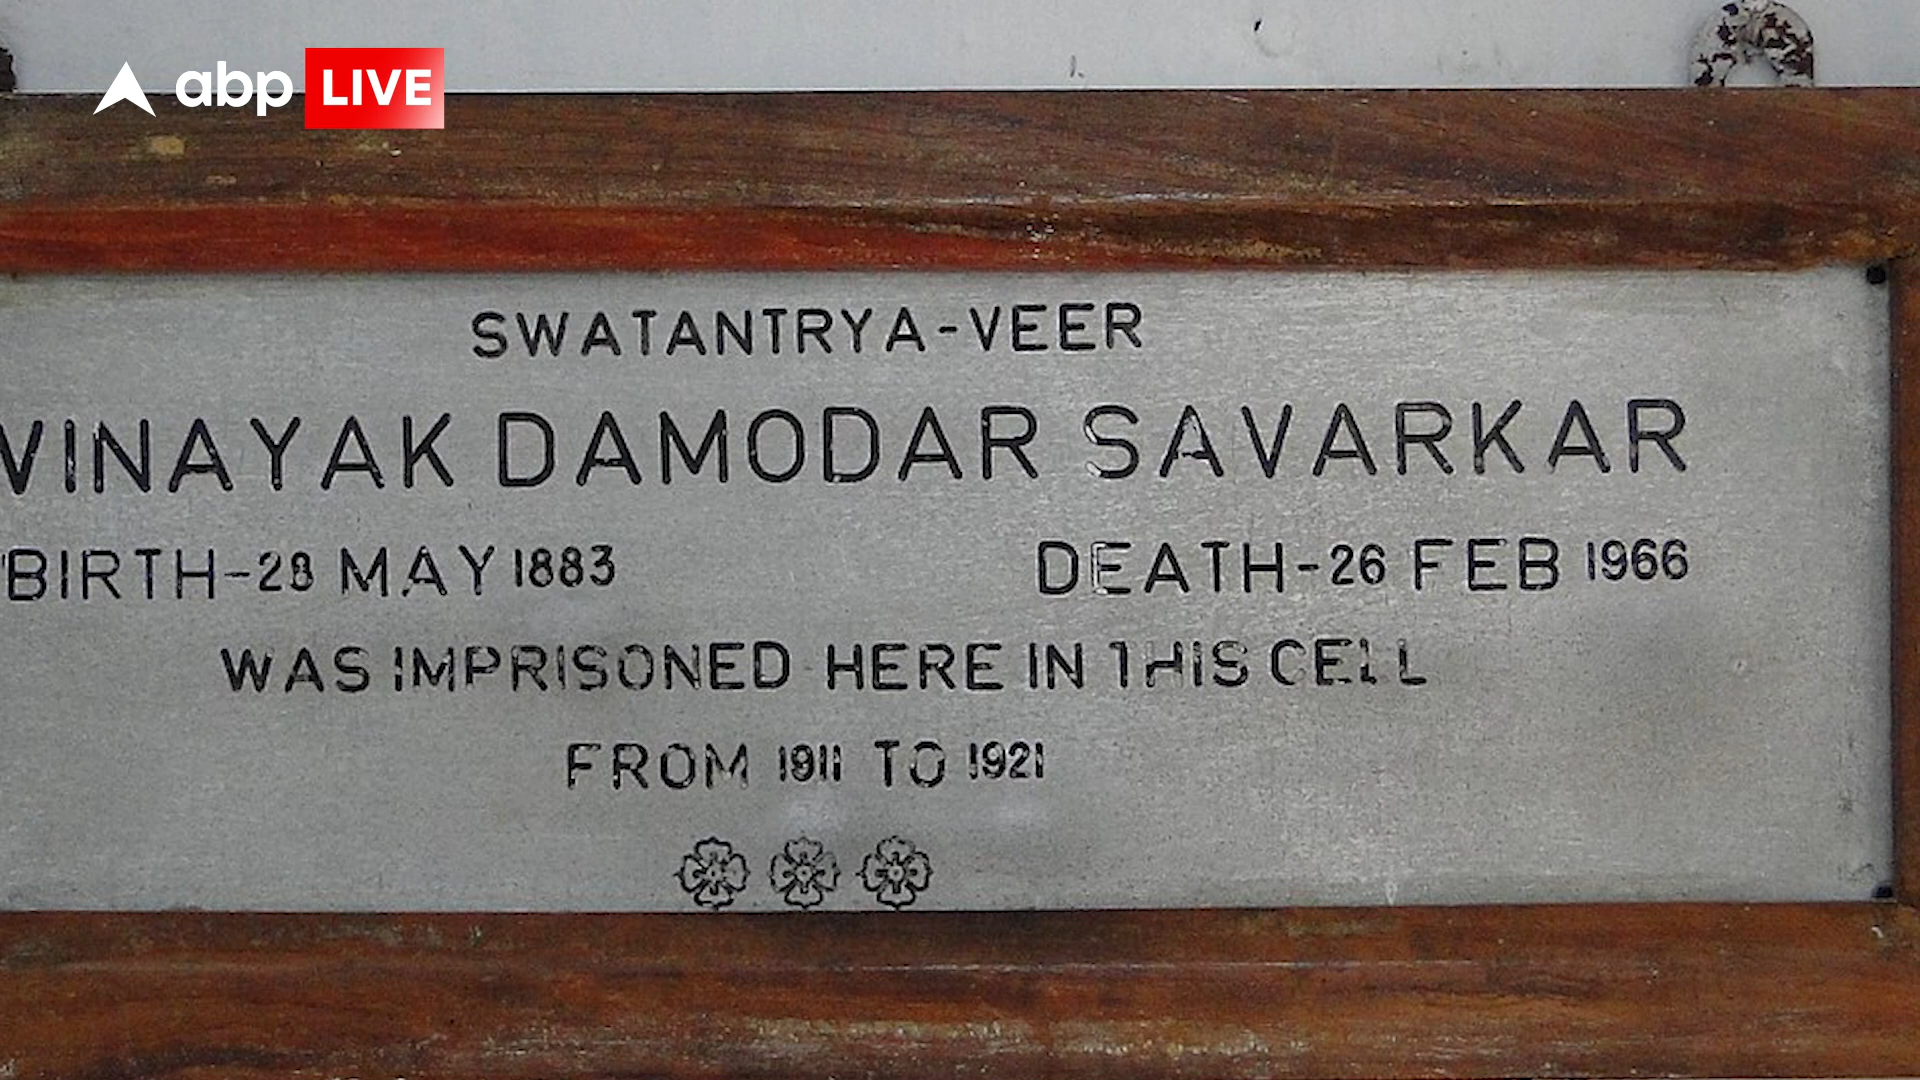 abp LIVE
SWATANTRYA-VEER
VINAYAK DAMODAR SAVARKAR
BIRTH-28 MAY 1883 DEATH-26 FEB 1966
WAS IMPRISONED HERE IN THIS CELL
FROM 1911 TO 1921